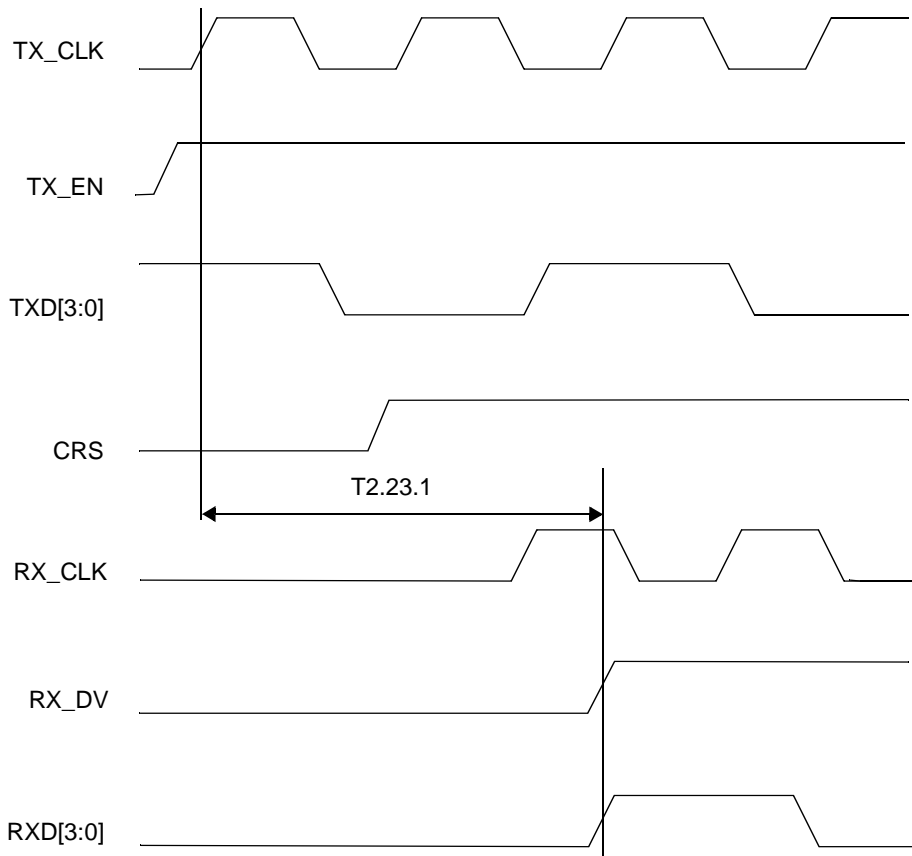 TX_CLK
TX_EN
TXD[3:0]
CRS
T2.23.1
RX_CLK
RX_DV
RXD[3:0]